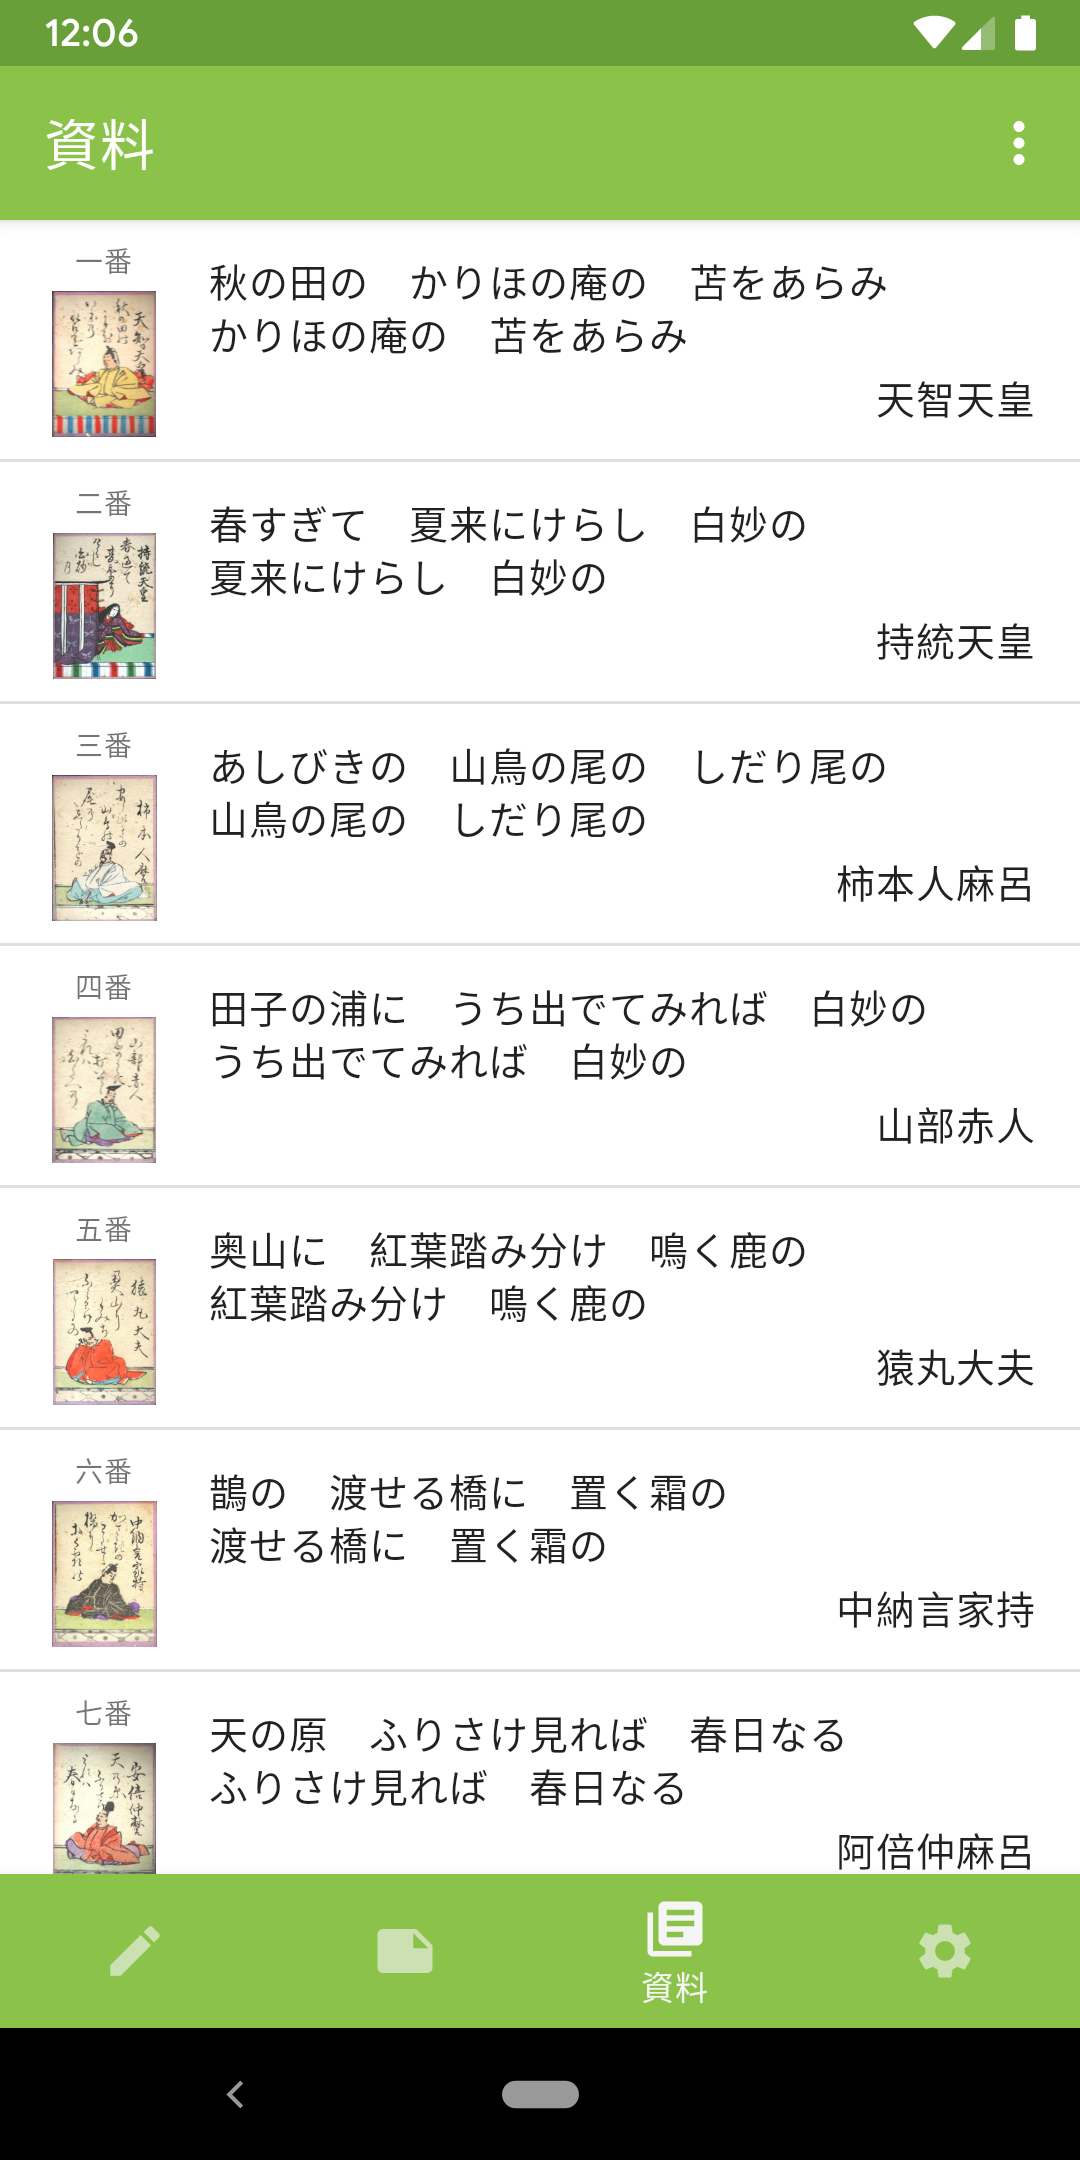 12:06
資料
一番
秋の田の　かりほの庵の　苫をあらみ
かりほの庵の　苫をあらみ
天智天皇
二番
春すぎて　夏来にけらし　白妙の
夏来にけらし　白妙の
持統天皇
三番
あしびきの　山鳥の尾の　しだり尾の
山鳥の尾の　しだり尾の
柿本人麻呂
四番
田子の浦に　うち出でてみれば　白妙の
うち出でてみれば　白妙の
山部赤人
五番
奥山に　紅葉踏み分け　鳴く鹿の
紅葉踏み分け　鳴く鹿の
猿丸大夫
六番
鵲の　渡せる橋に　置く霜の
渡せる橋に　置く霜の
中納言家持
七番
天の原　ふりさけ見れば　春日なる
ふりさけ見れば　春日なる
阿倍仲麻呂
資料